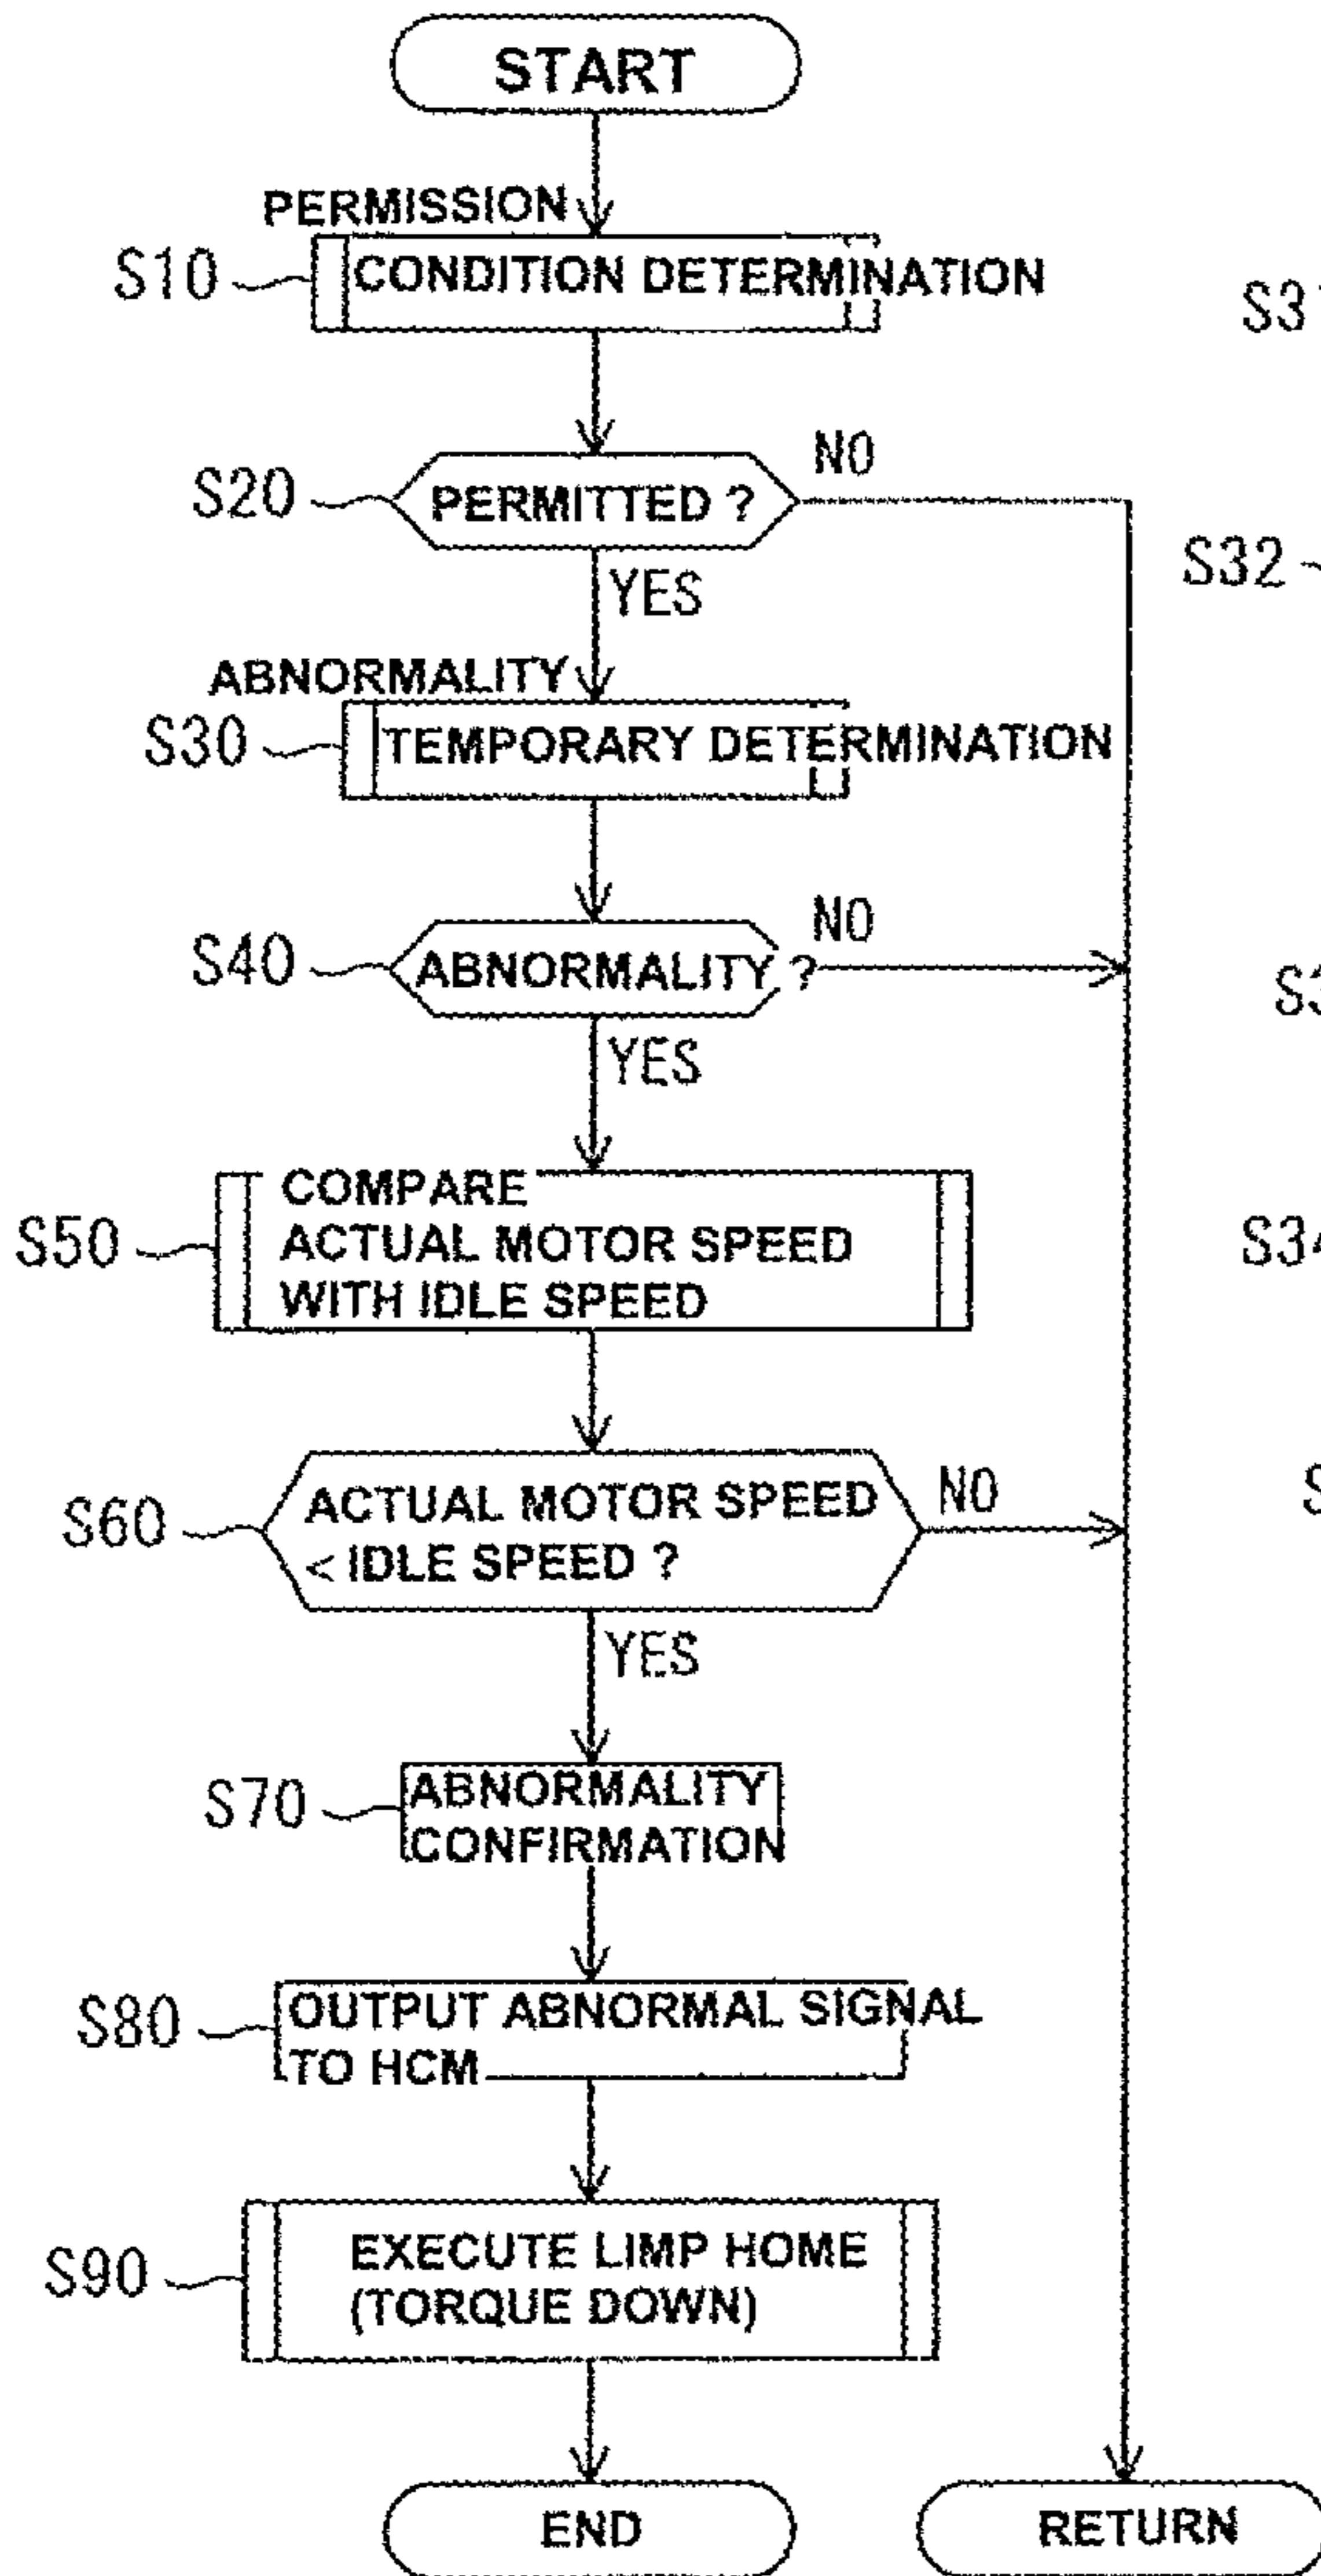 START
PERMISSION
S10 CONDITION DETERMINATION
S20 PERMITTED ? NO
YES
ABNORMALITY
S30 TEMPORARY DETERMINATION
S40 ABNORMALITY ? NO
YES
S50 COMPARE
ACTUAL MOTOR SPEED
WITH IDLE SPEED
S60 ACTUAL MOTOR SPEED NO
< IDLE SPEED ?
YES
S70 ABNORMALITY
CONFIRMATION
S80 OUTPUT ABNORMAL SIGNAL
TO HCM
S90 EXECUTE LIMP HOME
(TORQUE DOWN)
END
RETURN
S32